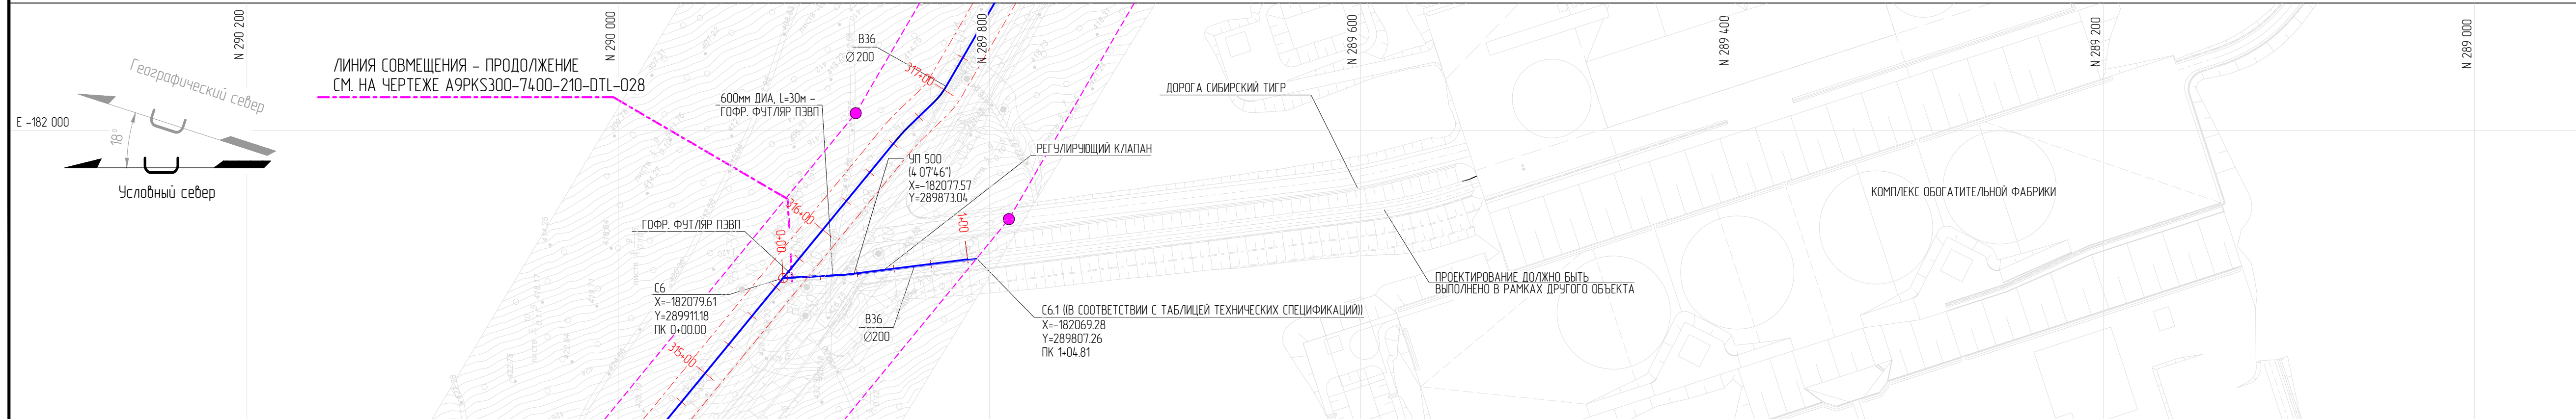 N 290 200
N 290 000
N 289 800
N 289 600
N 289 400
N 289 200
N 289 000
Географический север
E -182 000
18°
Условный север
ЛИНИЯ СОВМЕЩЕНИЯ - ПРОДОЛЖЕНИЕ
СМ. НА ЧЕРТЕЖЕ A9PKS300-7400-210-DTL-028
В36
Ø200
317+00
600мм ДИА, L=30м -
ГОФР. ФУТЛЯР ПЭВП
УП 500
(4 07'46")
X=-182077.57
Y=289873.04
РЕГУЛИРУЮЩИЙ КЛАПАН
ДОРОГА СИБИРСКИЙ ТИГР
КОМПЛЕКС ОБОГАТИТЕЛЬНОЙ ФАБРИКИ
316+00
ГОФР. ФУТЛЯР ПЭВП
0+00
1+00
С6
X=-182079.61
Y=289911.18
ПК 0+00.00
315+00
В36
Ø200
С6.1 ((В СООТВЕТСТВИИ С ТАБЛИЦЕЙ ТЕХНИЧЕСКИХ СПЕЦИФИКАЦИЙ))
X=-182069.28
Y=289807.26
ПК 1+04.81
ПРОЕКТИРОВАНИЕ ДОЛЖНО БЫТЬ
ВЫПОЛНЕНО В РАМКАХ ДРУГОГО ОБЪЕКТА